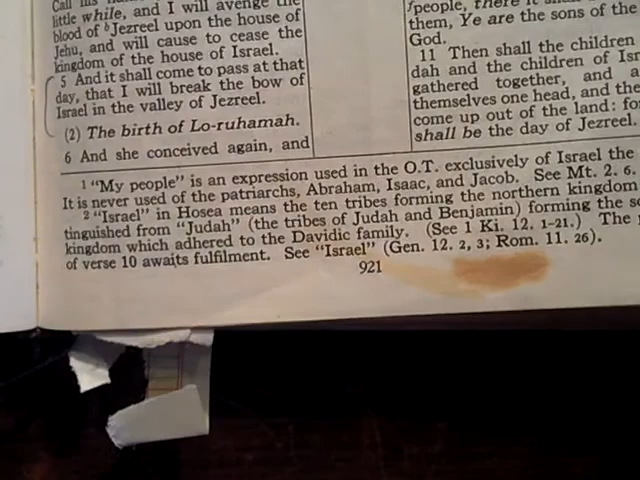 Call his
little while, and I will avenge the
blood of b Jezreel upon the house of
Jehu, and will cause to cease the
kingdom of the house of Israel.
5 And it shall come to pass at that
day, that I will break the bow of
Israel in the valley of Jezreel.
(2) The birth of Lo-ruhamah.
6 And she conceived again, and
people, there it
them, Ye are the sons of the
God.
11 Then shall the children
dah and the children of Isr
gathered together, and a
themselves one head, and the
come up out of the land: for
shall be the day of Jezreel.
1 "My people" is an expression used in the O.T. exclusively of Israel the
It is never used of the patriarchs, Abraham, Isaac, and Jacob. See Mt. 2. 6.
2 "Israel" in Hosea means the ten tribes forming the northern kingdom
tinguished from "Judah" (the tribes of Judah and Benjamin) forming the so
kingdom which adhered to the Davidic family. (See 1 Ki. 12. 1-21.) The
of verse 10 awaits fulfilment. See "Israel" (Gen. 12. 2, 3; Rom. 11. 26).
921